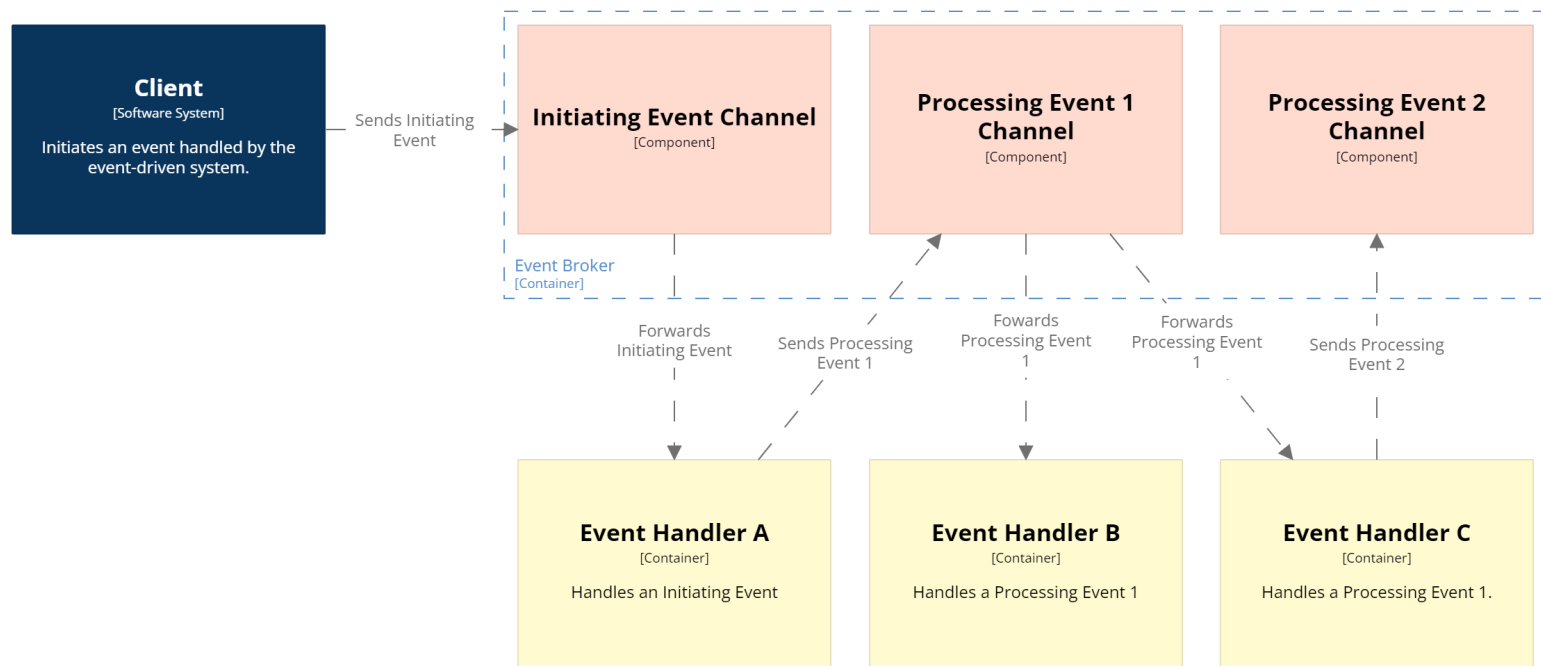 Client
[Software System]
Initiates an event handled by the
event-driven system.
Sends Initiating
Event
Initiating Event Channel
[Component]
Processing Event 1
Channel
[Component]
Processing Event 2
Channel
[Component]
Event Broker
[Container]
Forwards
Initiating Event
Sends Processing
Event 1
Fowards
Processing Event
1
Forwards
Processing Event
1
Sends Processing
Event 2
Event Handler A
[Container]
Handles an Initiating Event
Event Handler B
[Container]
Handles a Processing Event 1
Event Handler C
[Container]
Handles a Processing Event 1.